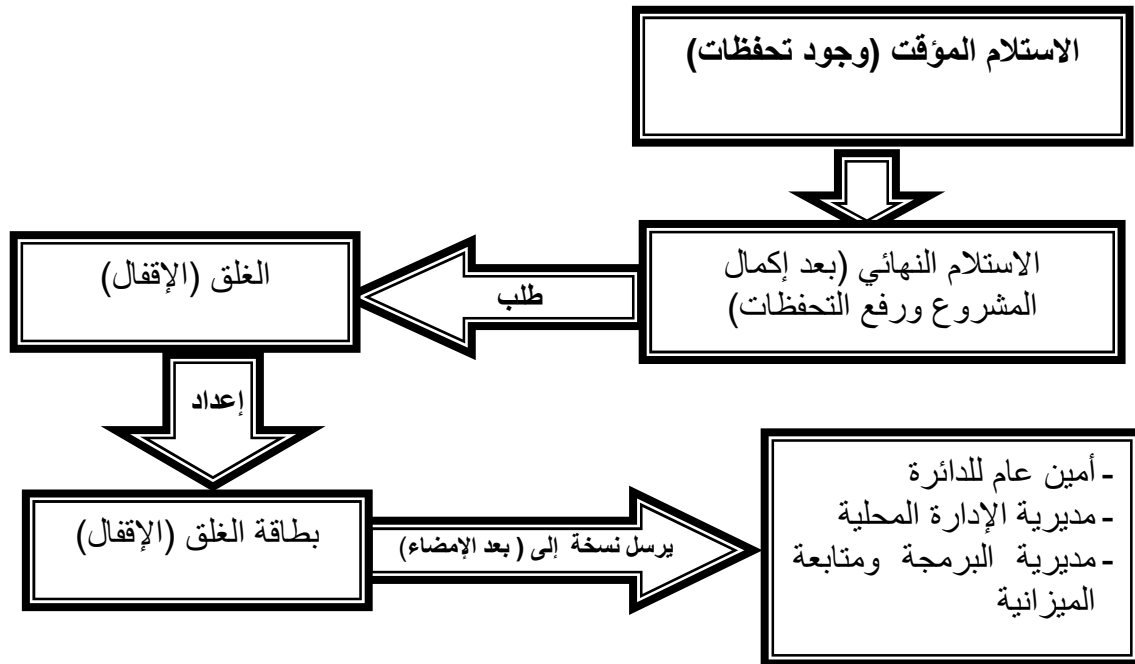 الاستلام المؤقت (وجود تحفظات)
الاستلام النهائي (بعد إكمال
المشروع ورفع التحفظات)
طلب
الغلق (الإقفال)
إعداد
بطاقة الغلق (الإقفال)
يرسل نسخة إلى ( بعد الإمضاء)
- أمين عام للدائرة
- مديرية الإدارة المحلية
- مديرية البرمجة ومتابعة
الميزانية